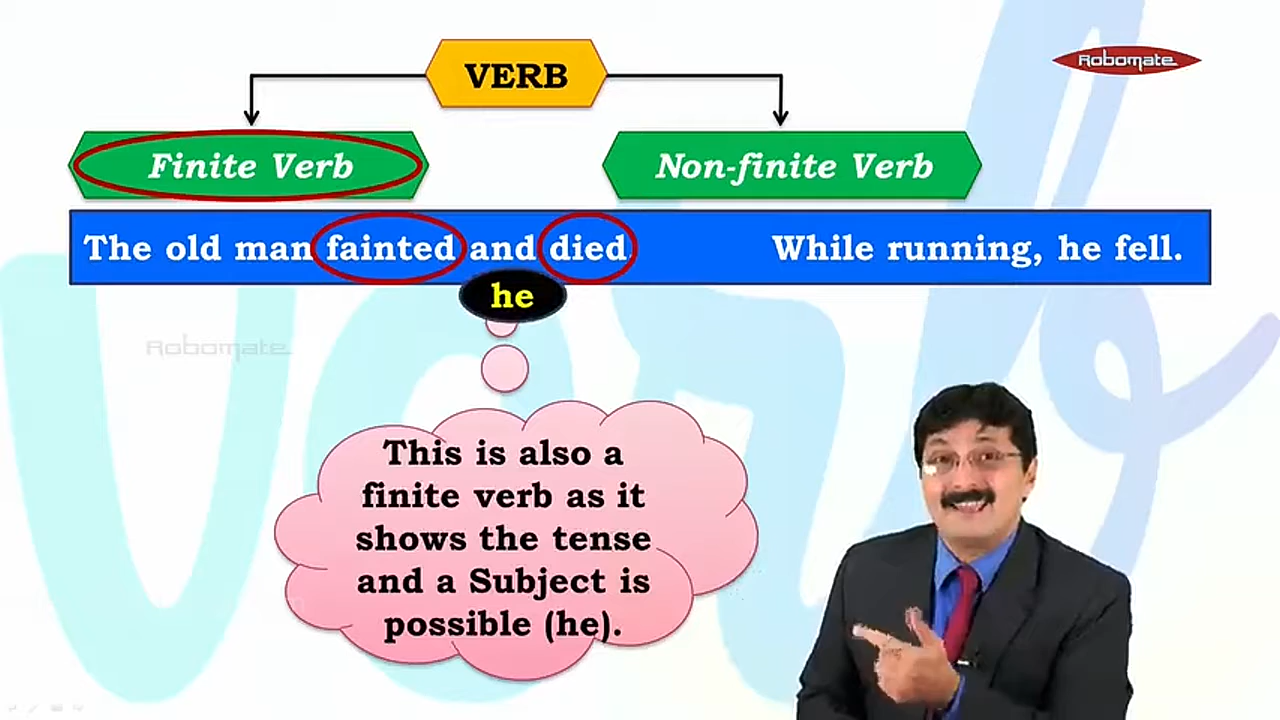 VERB
Robomate
Finite Verb
Non-finite Verb
The old man fainted and died.
While running, he fell.
he
Robomate
This is also a
finite verb as it
shows the tense
and a Subject is
possible (he).